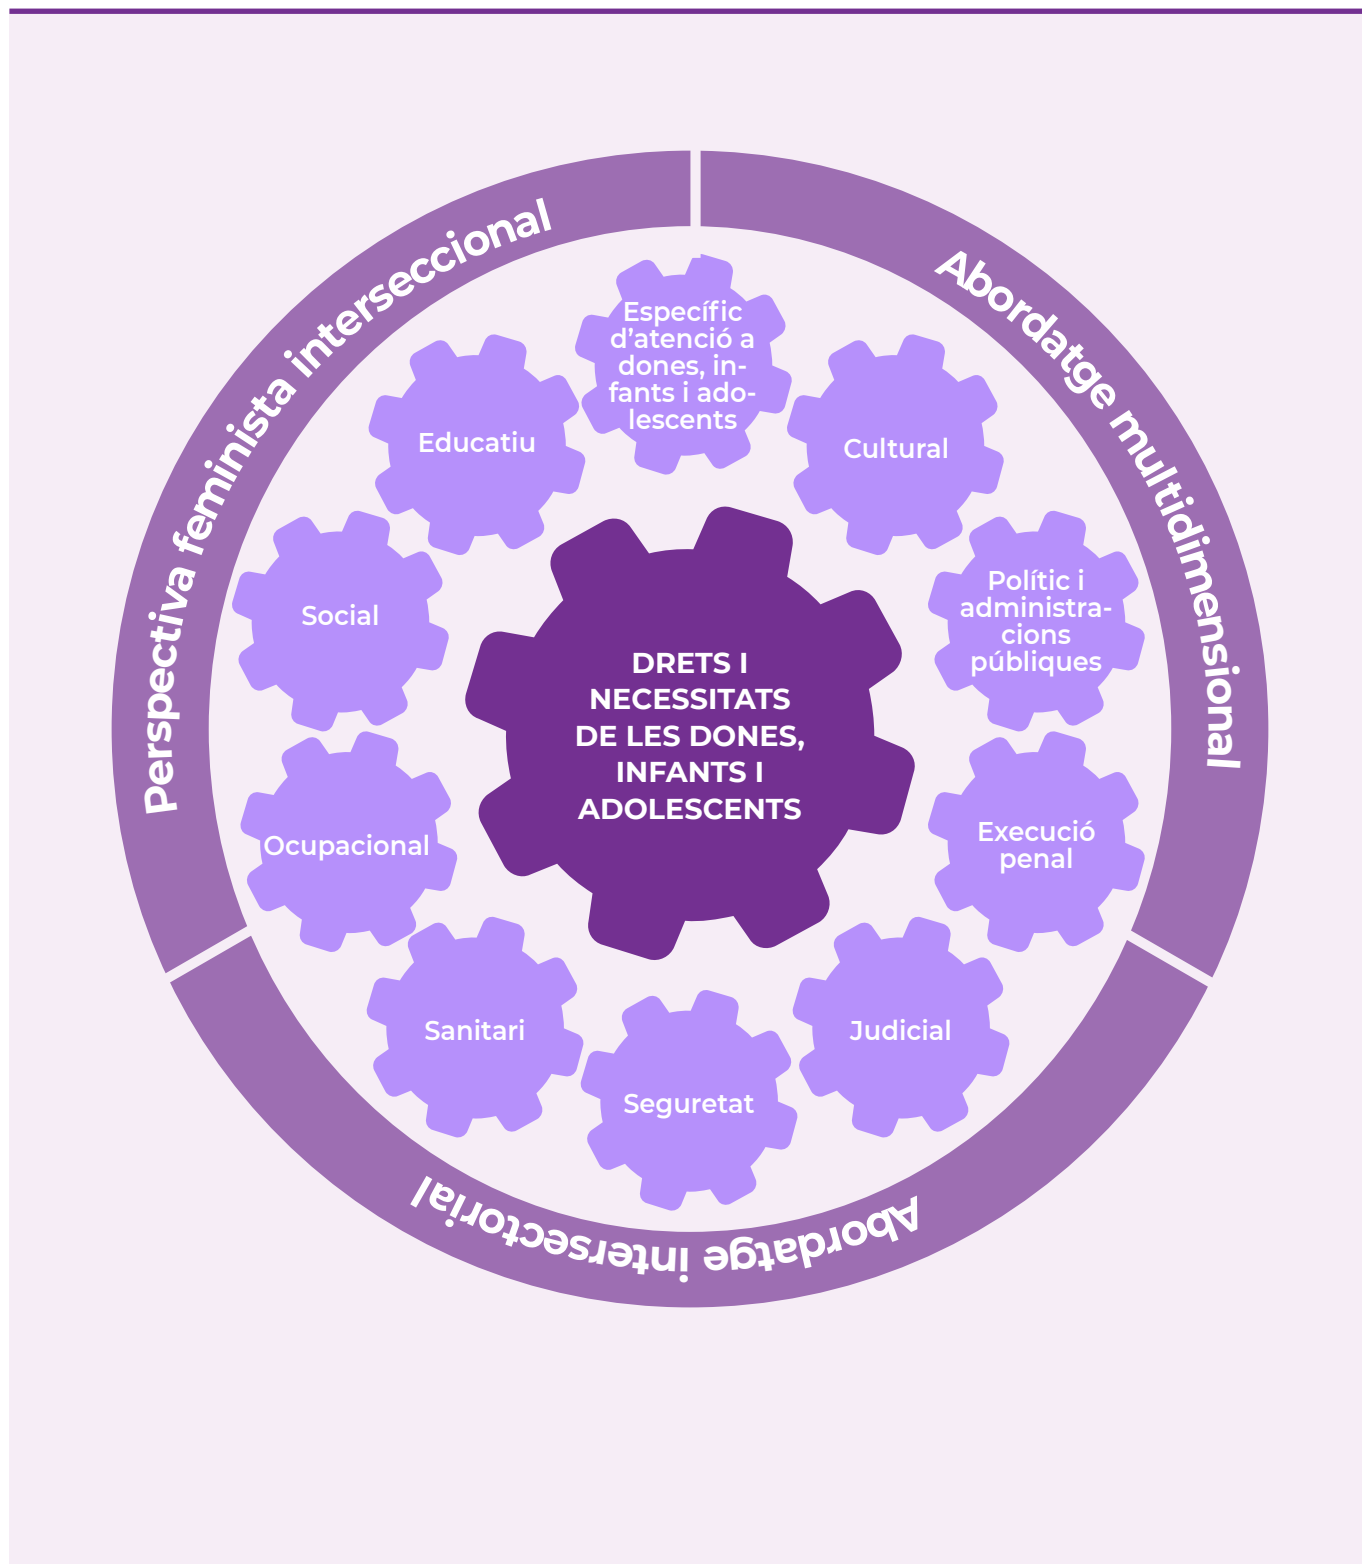 Perspectiva feminista interseccional
Abordatge multidimensional
Específic
d’atenció a
dones, in-
fants i ado-
lescents
Educatiu
Cultural
Social
Polític i
administra-
cions
públiques
DRETS I
NECESSITATS
DE LES DONES,
INFANTS I
ADOLESCENTS
Ocupacional
Execució
penal
Sanitari
Judicial
Seguretat
Abordatge intersectorial